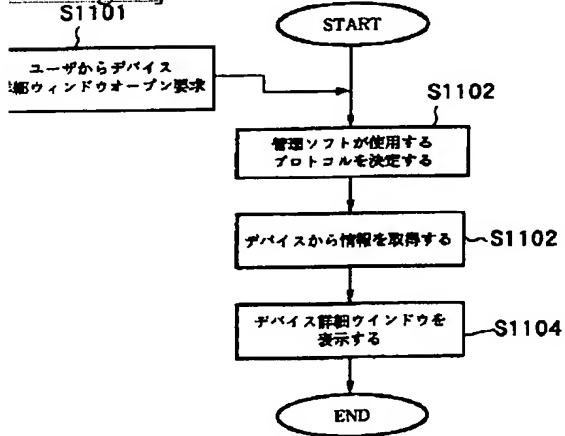 S1101
START
ユーザからデバイス
細ウィンドウオープン要求
S1102
管理ソフトが使用する
プロトコルを決定する
デバイスから情報を取得する
S1102
デバイス詳細ウインドウを
表示する
S1104
END